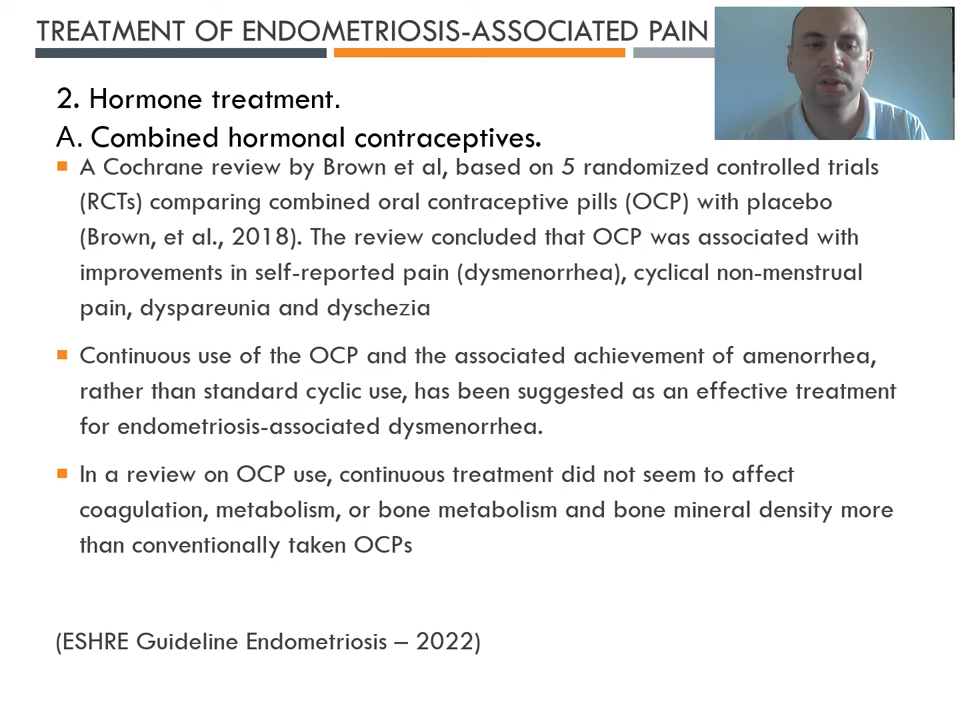 TREATMENT OF ENDOMETRIOSIS-ASSOCIATED PAIN
2. Hormone treatment.
A. Combined hormonal contraceptives.
A Cochrane review by Brown et al, based on 5 randomized controlled trials
(RCTs) comparing combined oral contraceptive pills (OCP) with placebo
(Brown, et al., 2018). The review concluded that OCP was associated with
improvements in self-reported pain (dysmenorrhea), cyclical non-menstrual
pain, dyspareunia and dyschezia
Continuous use of the OCP and the associated achievement of amenorrhea,
rather than standard cyclic use, has been suggested as an effective treatment
for endometriosis-associated dysmenorrhea.
In a review on OCP use, continuous treatment did not seem to affect
coagulation, metabolism, or bone metabolism and bone mineral density more
than conventionally taken OCPs
(ESHRE Guideline Endometriosis – 2022)